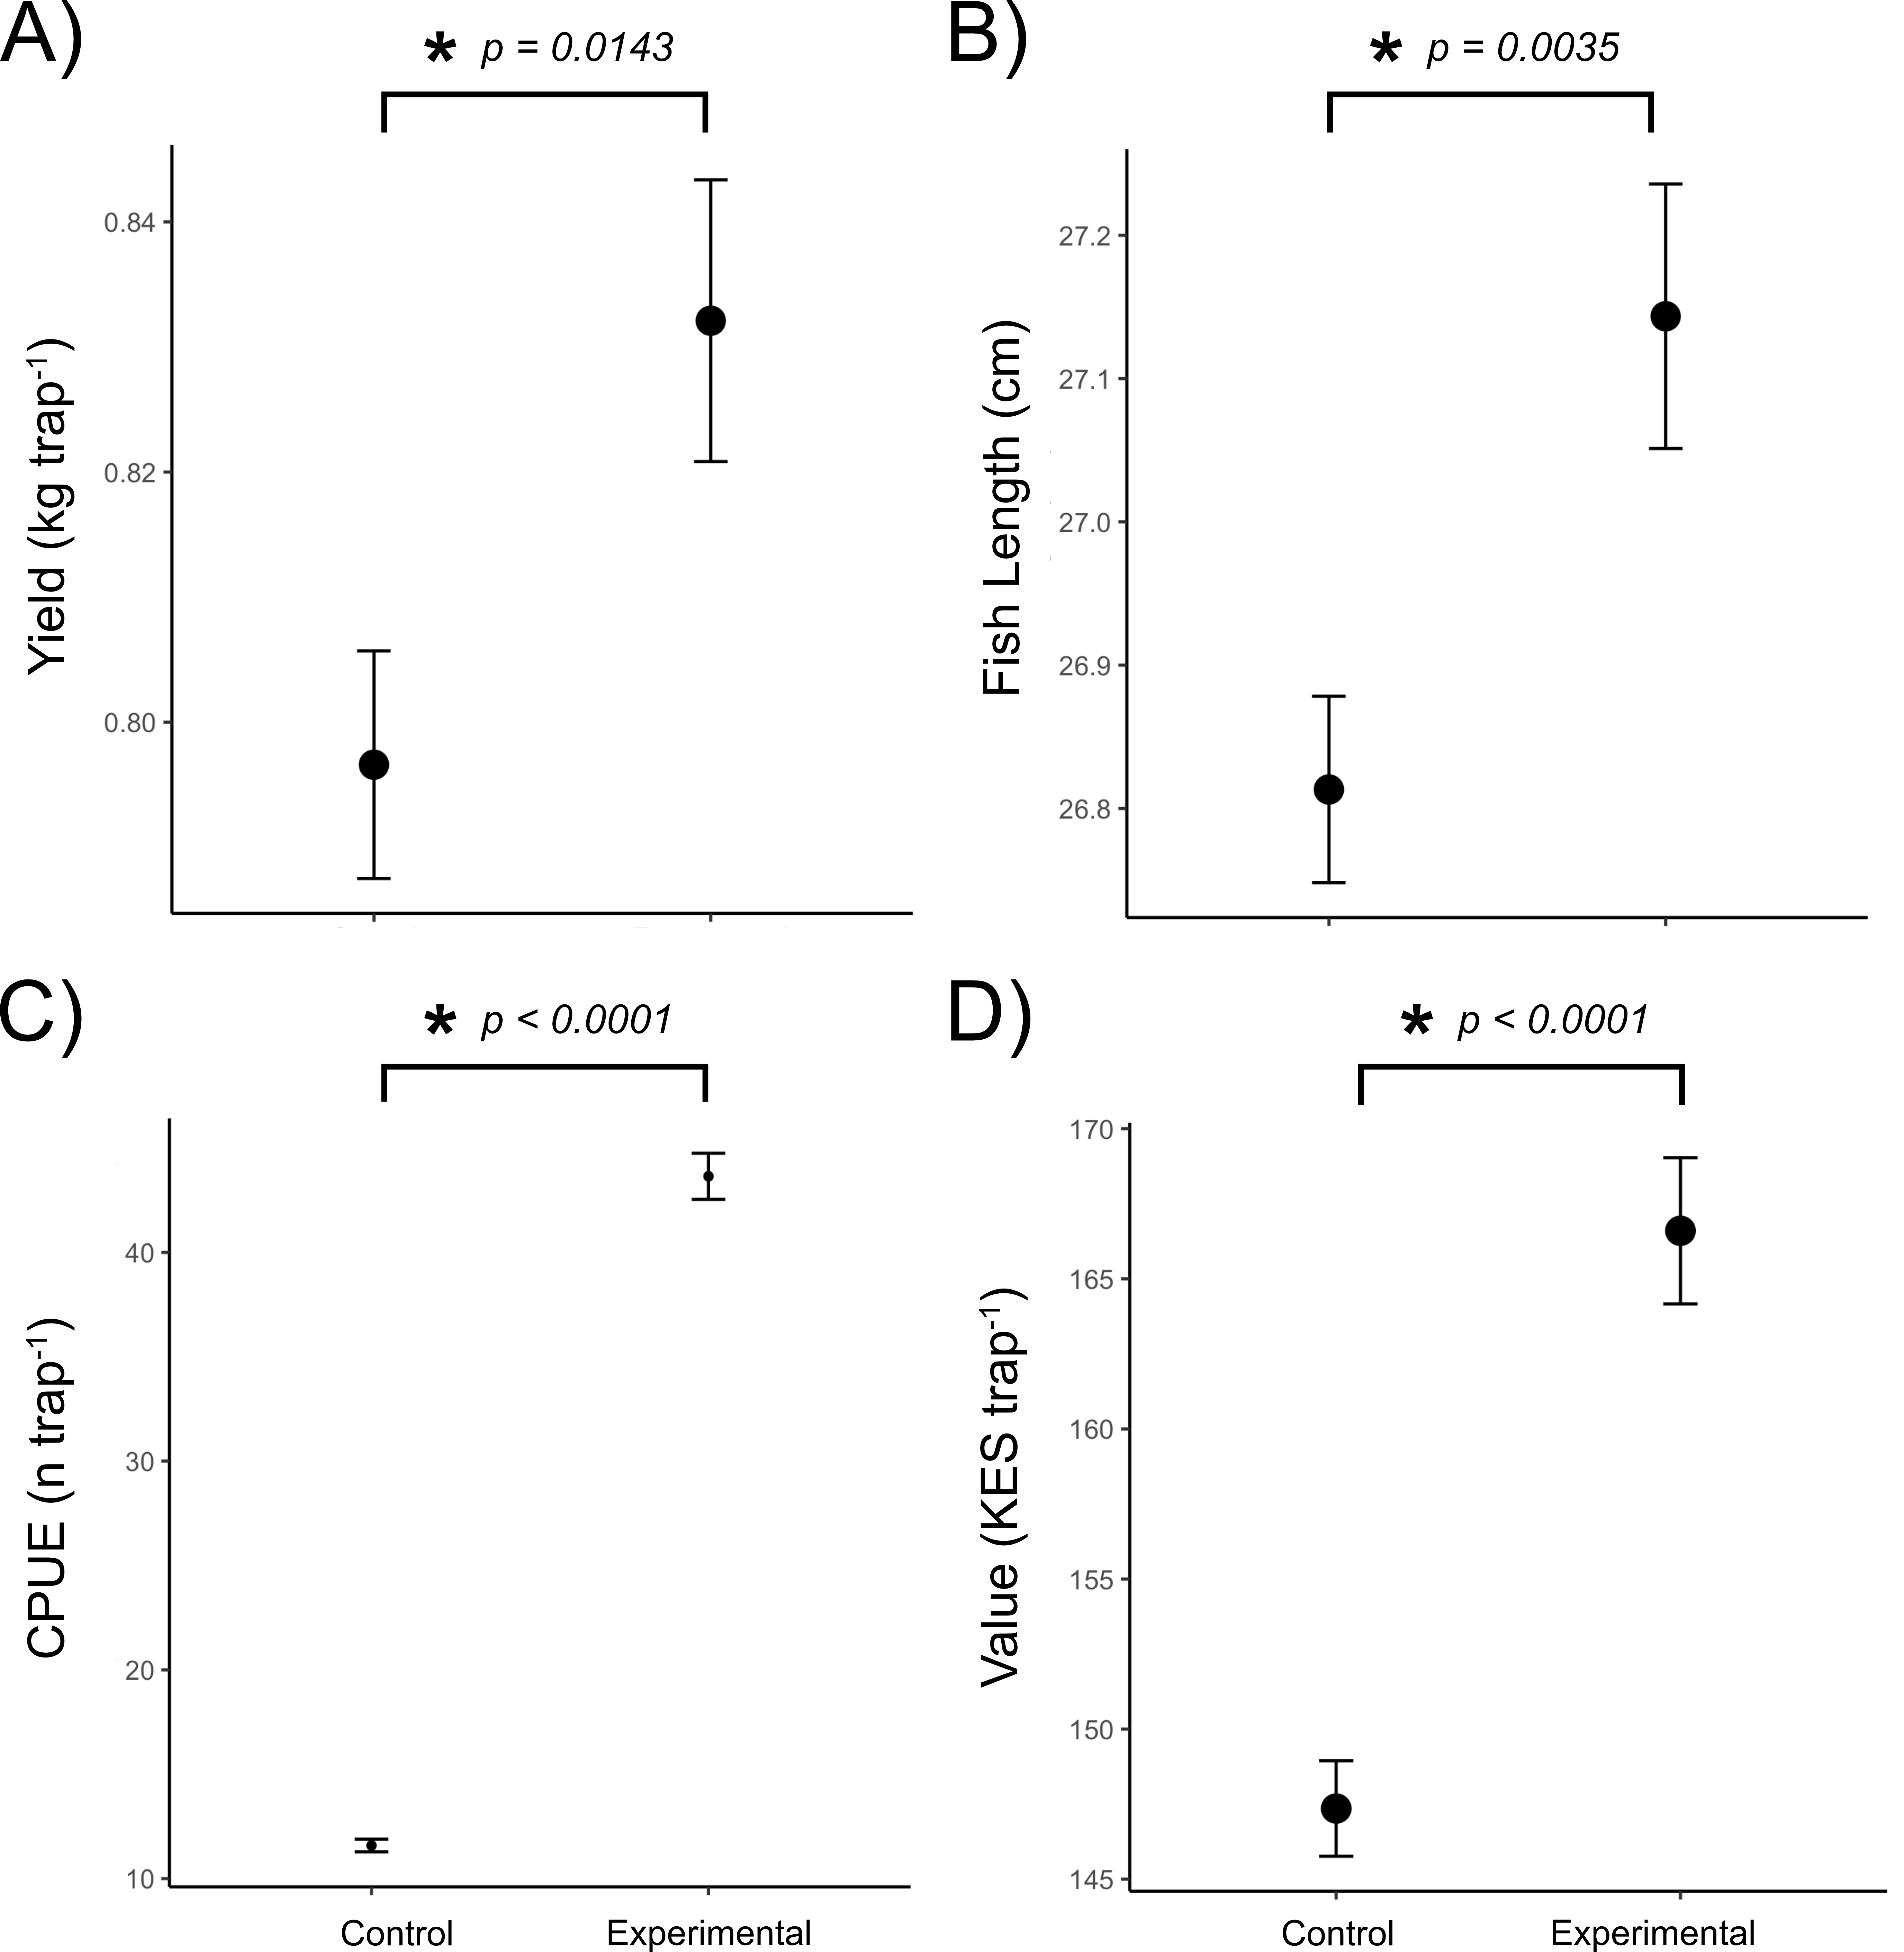 A)
* p = 0.0143
0.84
0.82
0.80
Yield (kg trap⁻¹)
B)
* p = 0.0035
27.2
27.1
27.0
26.9
26.8
Fish Length (cm)
C)
* p < 0.0001
40
30
20
10
CPUE (n trap⁻¹)
Control Experimental
D)
* p < 0.0001
170
165
160
155
150
145
Value (KES trap⁻¹)
Control Experimental